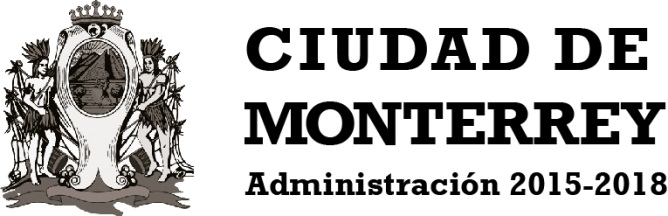 CIUDAD DE
MONTERREY
Administración 2015-2018